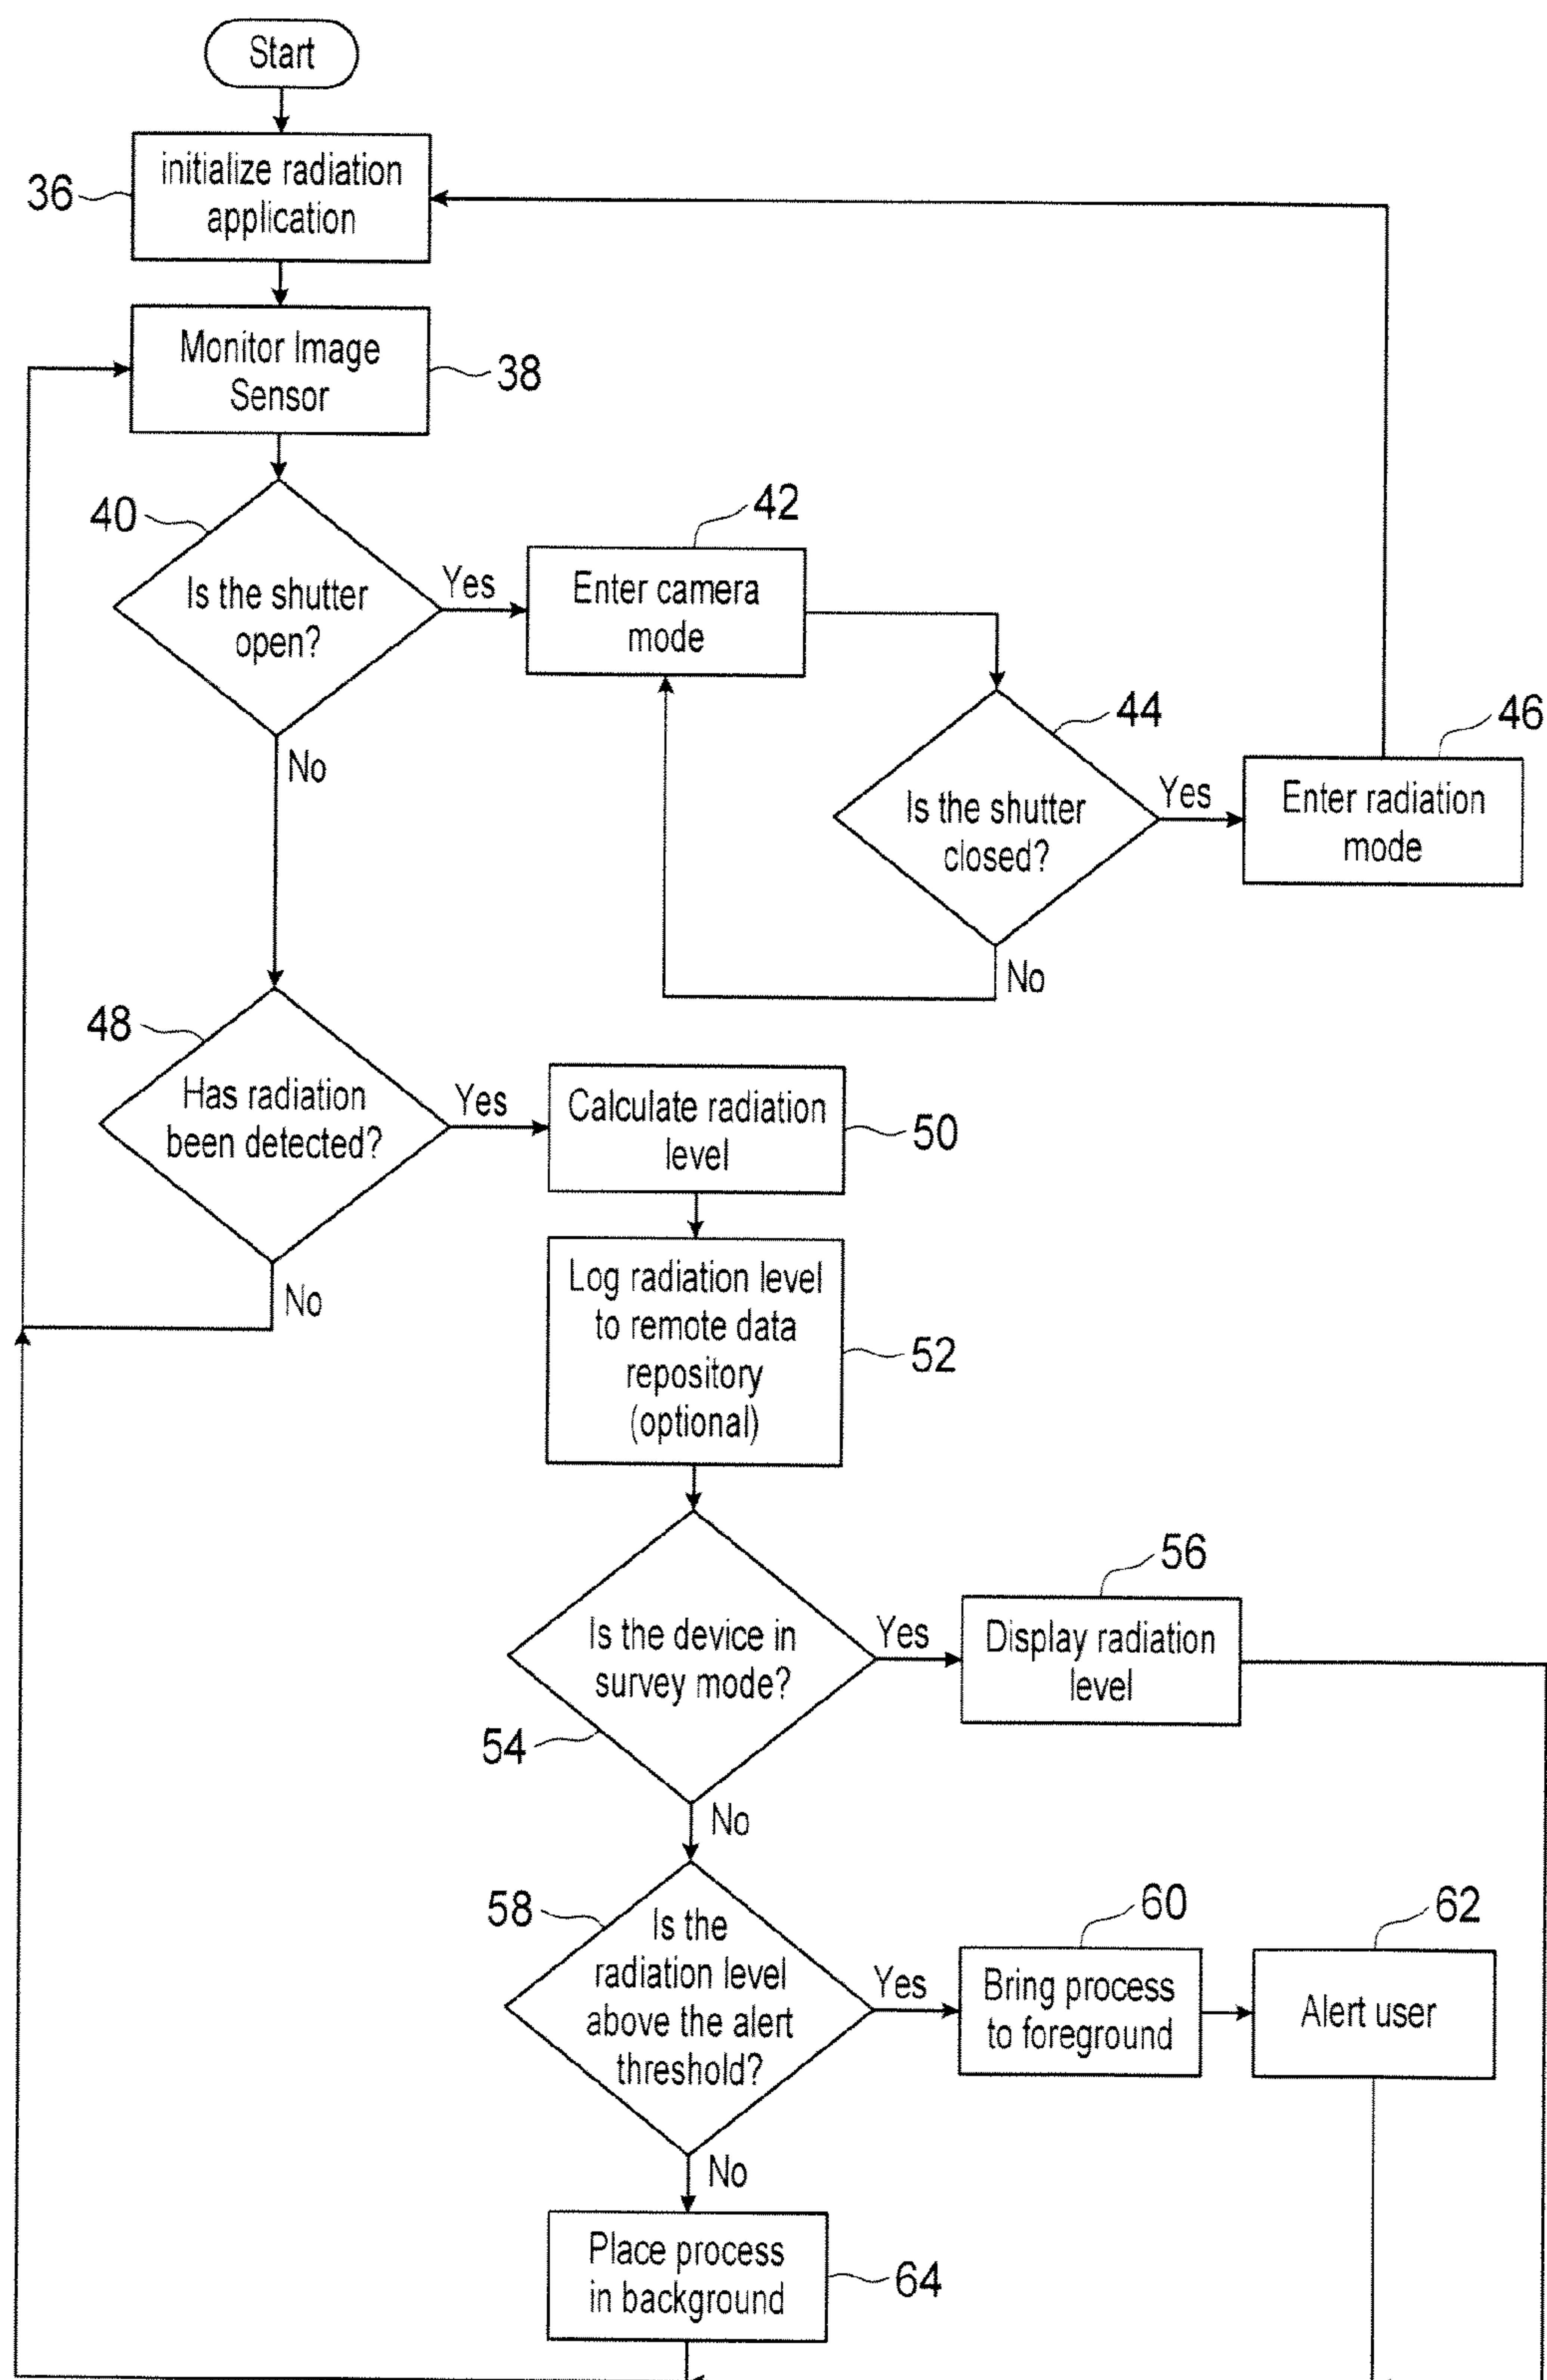 Start
initialize radiation
application
36
Monitor Image
Sensor
38
40
Is the shutter
open?
Yes
42
Enter camera
mode
No
44
Is the shutter
closed?
Yes
46
Enter radiation
mode
No
48
Has radiation
been detected?
Yes
Calculate radiation
level
50
No
Log radiation level
to remote data
repository
(optional)
52
Is the device in
survey mode?
54
Yes
56
Display radiation
level
No
58
Is the
radiation level
above the alert
threshold?
Yes
60
Bring process
to foreground
62
Alert user
No
Place process
in background
64